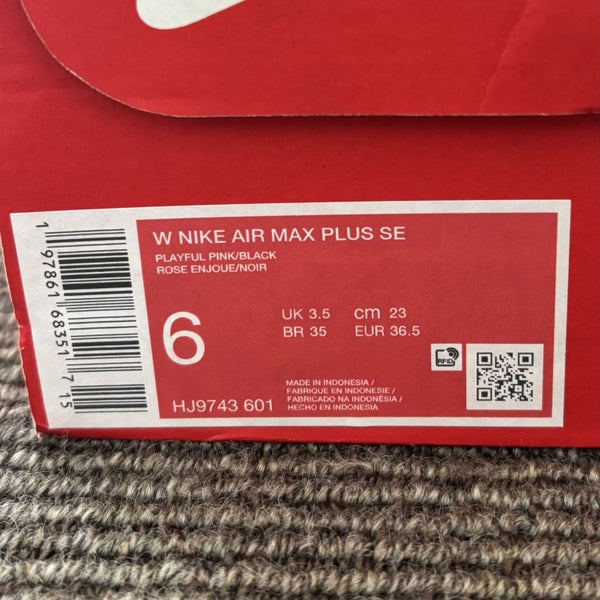 W NIKE AIR MAX PLUS SE
PLAYFUL PINK/BLACK
ROSE ENJOUE/NOIR
6
UK 3.5 cm 23
BR 35 EUR 36.5
RFID
HJ9743 601
MADE IN INDONESIA /
FABRIQUE EN INDONESIE /
FABRICADO NA INDONÉSIA /
HECHO EN INDONESIA
1 97861 68351 7 15